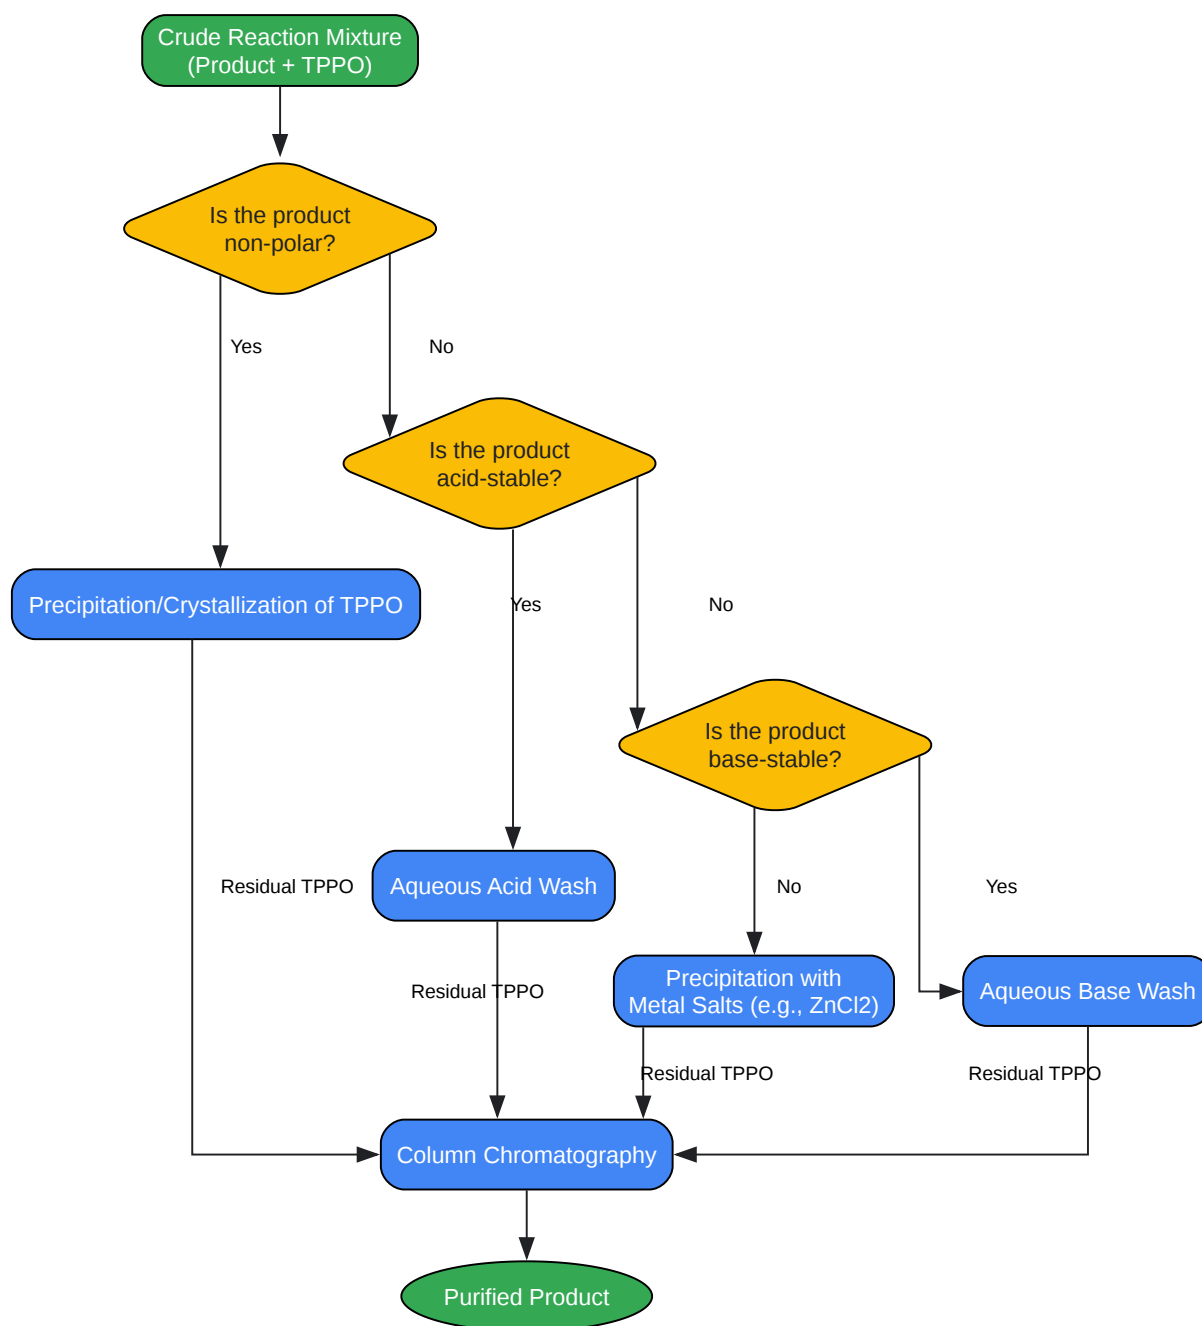 Crude Reaction Mixture
(Product + TPPO)
Is the product
non-polar?
Yes
No
Is the product
acid-stable?
Precipitation/Crystallization of TPPO
Yes
No
Is the product
base-stable?
Residual TPPO
Aqueous Acid Wash
No
Yes
Residual TPPO
Precipitation with
Metal Salts (e.g., ZnCl2)
Aqueous Base Wash
Residual TPPO
Residual TPPO
Column Chromatography
Purified Product